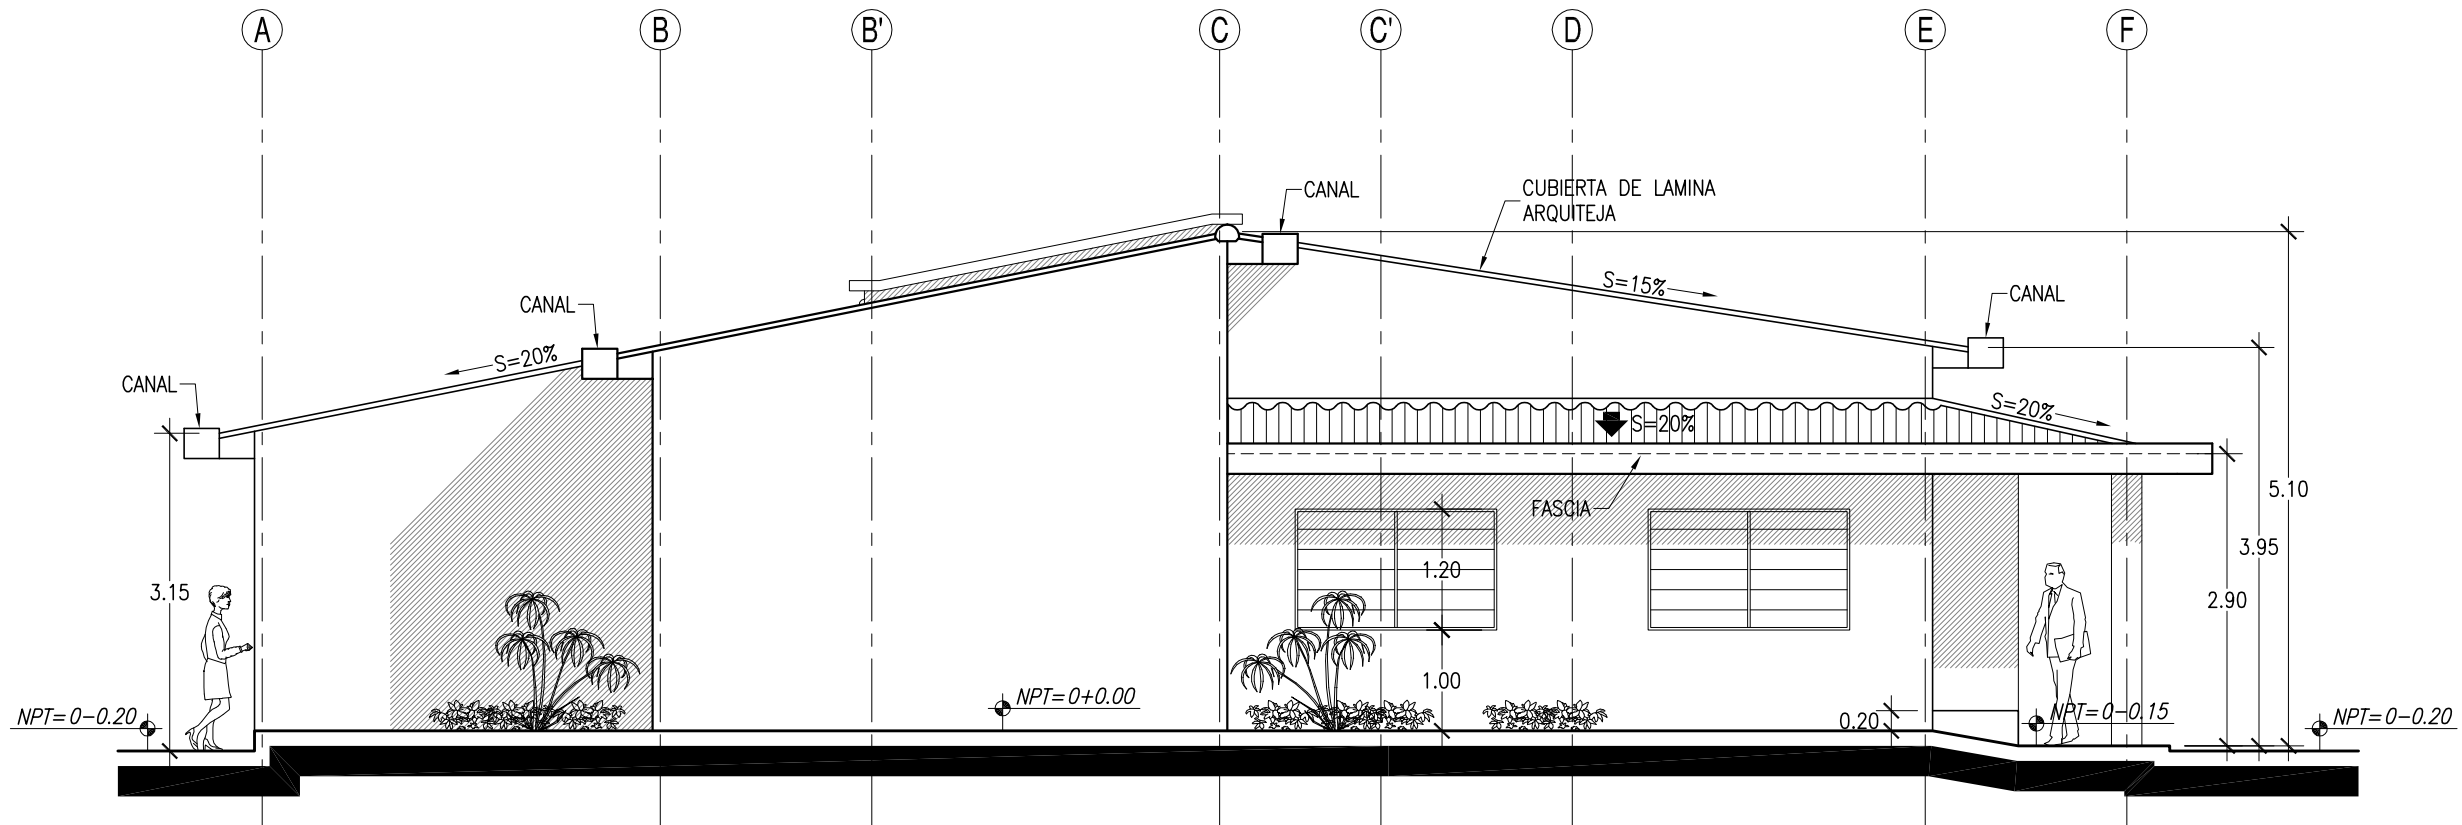 A
B
B'
C
C'
D
E
F
CANAL
CUBIERTA DE LAMINA
ARQUITEJA
S=15%
CANAL
CANAL
S=20%
CANAL
S=20%
S=20%
FASCIA
5.10
3.95
2.90
1.20
3.15
1.00
NPT=0-0.20
NPT=0+0.00
0.20
NPT=0-0.15
NPT=0-0.20